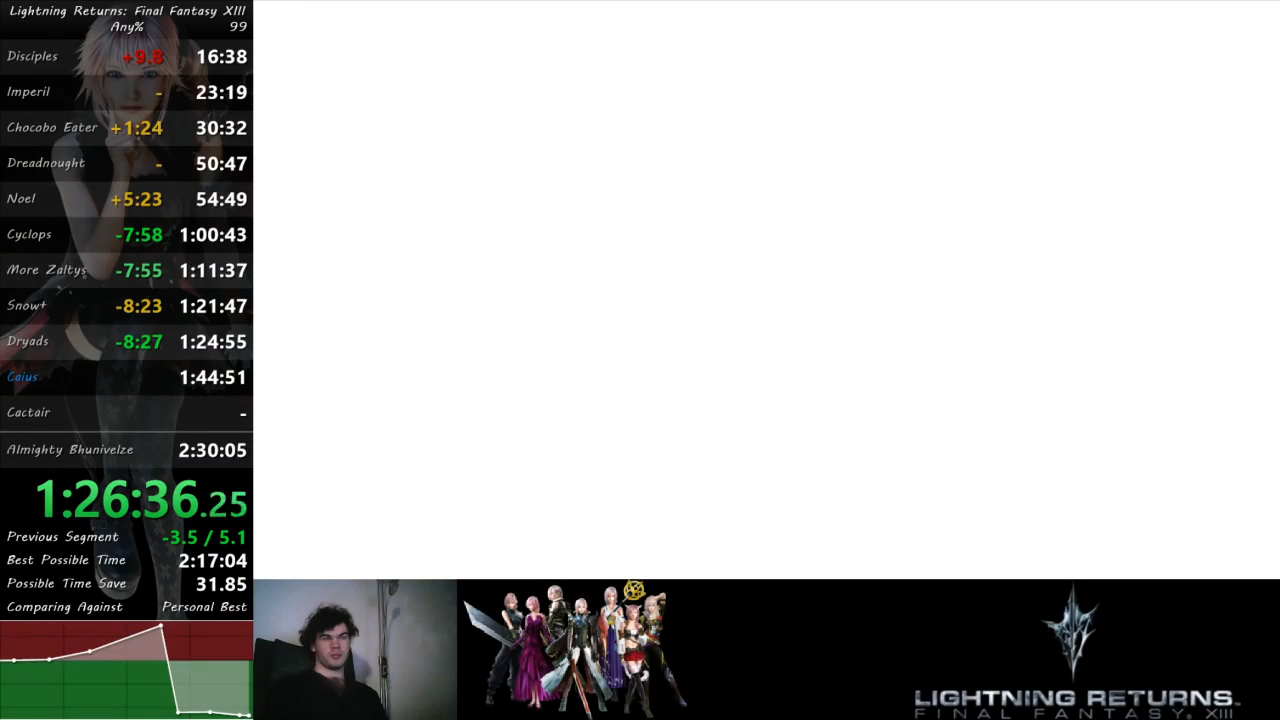 Lightning Returns: Final Fantasy XIII
Any% 99
Disciples +9.8 16:38
Imperil - 23:19
Chocobo Eater +1:24 30:32
Dreadnought - 50:47
Noel +5:23 54:49
Cyclops -7:58 1:00:43
More Zaltys -7:55 1:11:37
Snow+ -8:23 1:21:47
Dryads -8:27 1:24:55
Caius 1:44:51
Cactair -
Almighty Bhunivelze 2:30:05
1:26:36.25
Previous Segment -3.5 / 5.1
Best Possible Time 2:17:04
Possible Time Save 31.85
Comparing Against Personal Best
LIGHTNING RETURNS™
FINAL FANTASY XIII